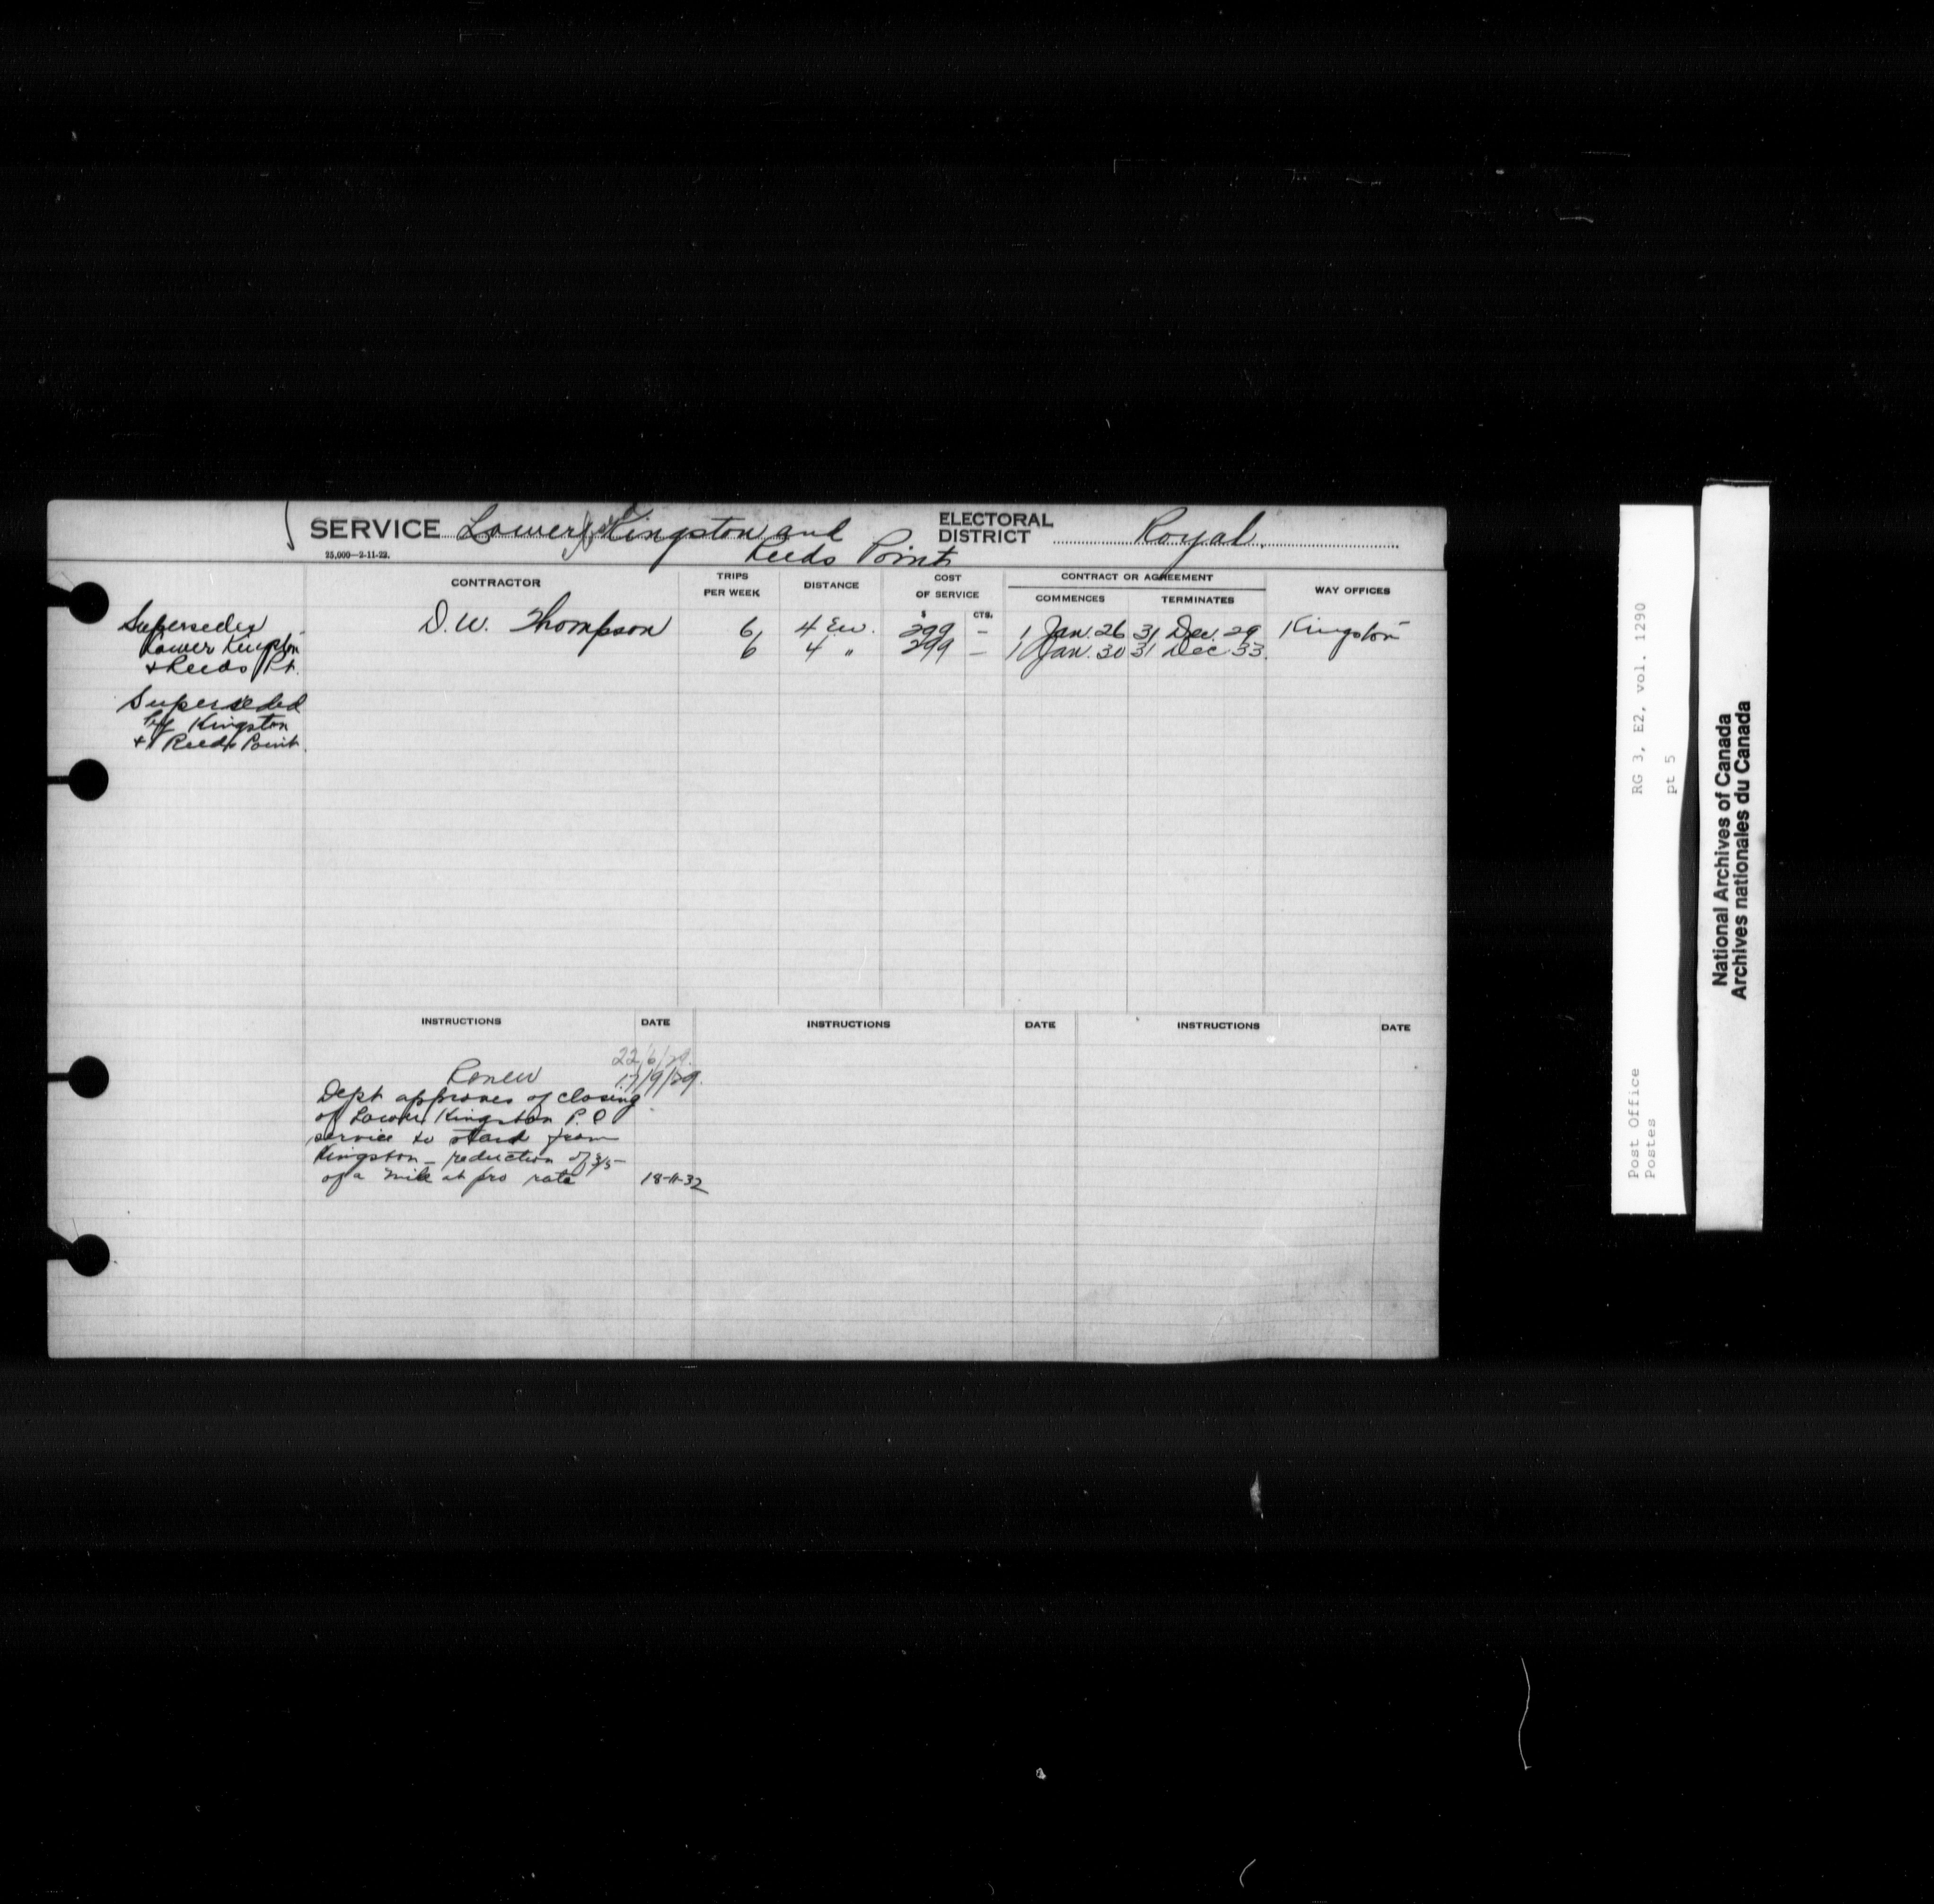 SERVICE Lower Kingston and
Reeds Point
ELECTORAL
DISTRICT Royal.
25,000—2-11-22.
CONTRACTOR
TRIPS
PER WEEK
DISTANCE
COST
OF SERVICE
$ CTS.
CONTRACT OR AGREEMENT
COMMENCES TERMINATES
WAY OFFICES
Supersedes
Lower Kingston
& Reeds Pt.
Superseded
by Kingston
& Reeds Point.
D. W. Thompson 6 4 E.W. 299 — 1 Jan. 26 31 Dec. 29 Kingston
6 4 " 299 — 1 Jan. 30 31 Dec 33.
INSTRUCTIONS DATE INSTRUCTIONS DATE INSTRUCTIONS DATE
22/6/29.
Renew 17/9/29.
Dept approves of closing
of Lower Kingston P.O
service to start from
Kingston — reduction of 3/5
of a mile at pro rata 18-11-32
RG 3, E2, vol. 1290
pt 5
Post Office
Postes
National Archives of Canada
Archives nationales du Canada